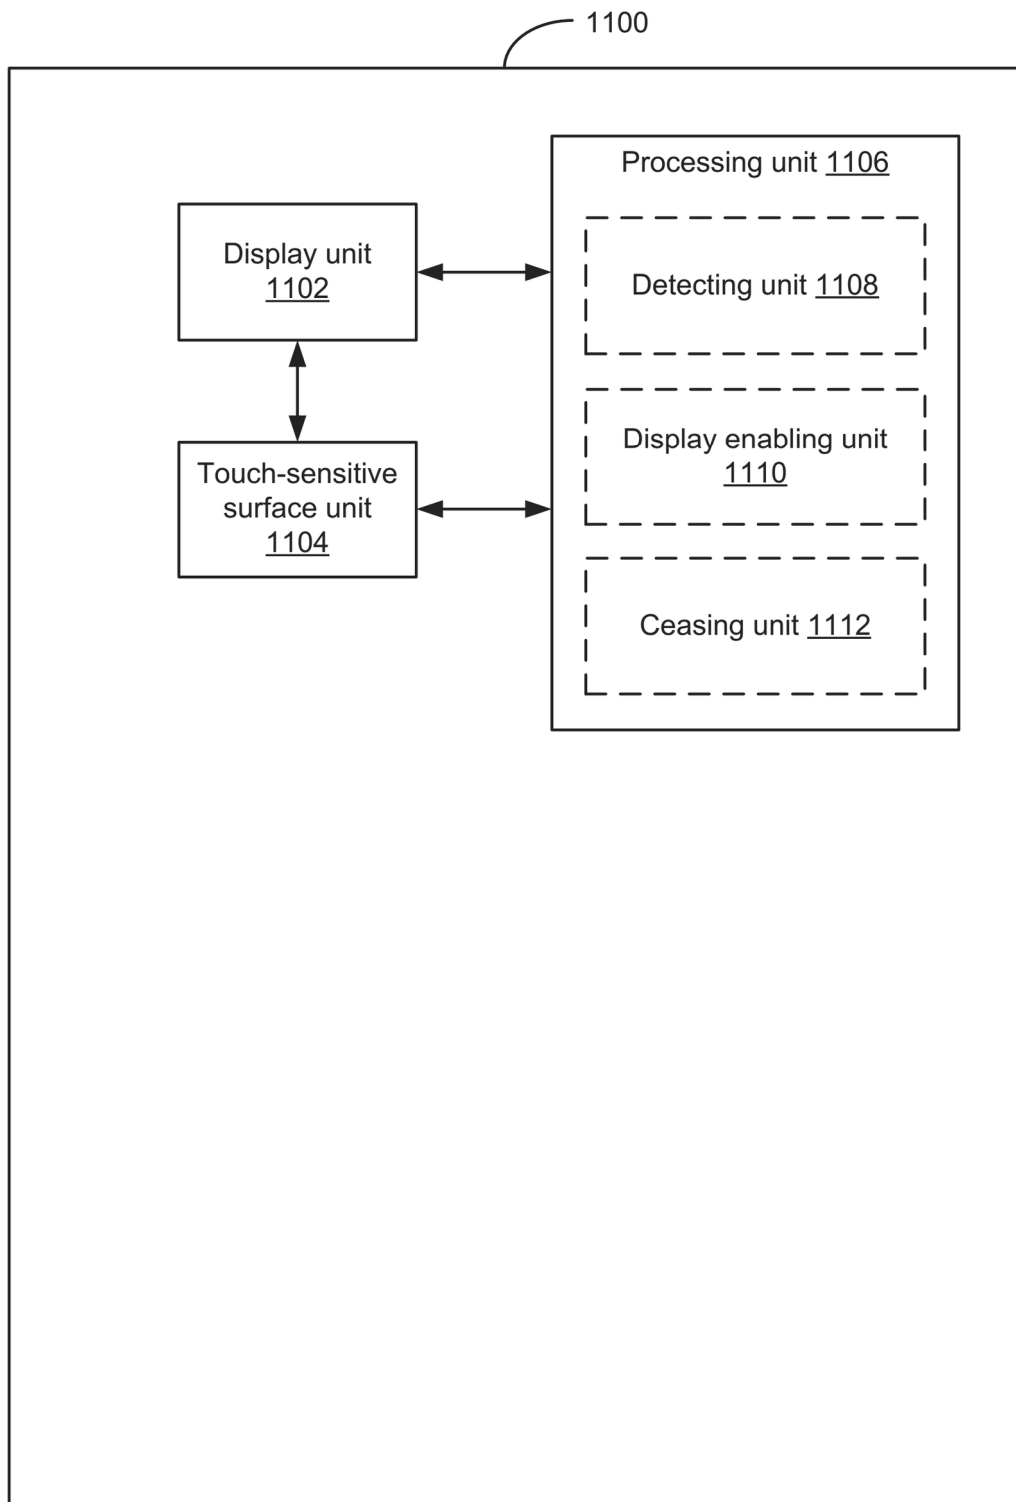 1100
Processing unit 1106
Display unit
1102
Detecting unit 1108
Display enabling unit
1110
Touch-sensitive
surface unit
1104
Ceasing unit 1112